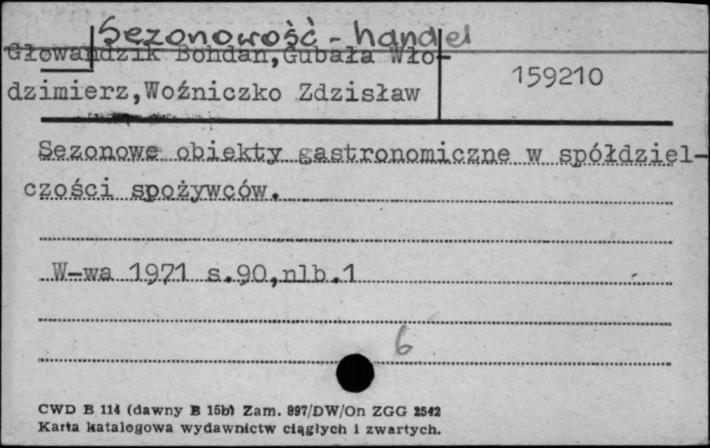 Sezonowość - handel
Głowandzik Bohdan,Gubała Wło-
dzimierz,Woźniczko Zdzisław
159210
Sezonowe obiekty gastronomiczne w spółdziel-
czości spożywców.
W-wa 1971 s.90,nlb.1
6
CWD B 114 (dawny B 15b) Zam. 897/DW/On ZGG 2542
Karta katalogowa wydawnictw ciągłych i zwartych.